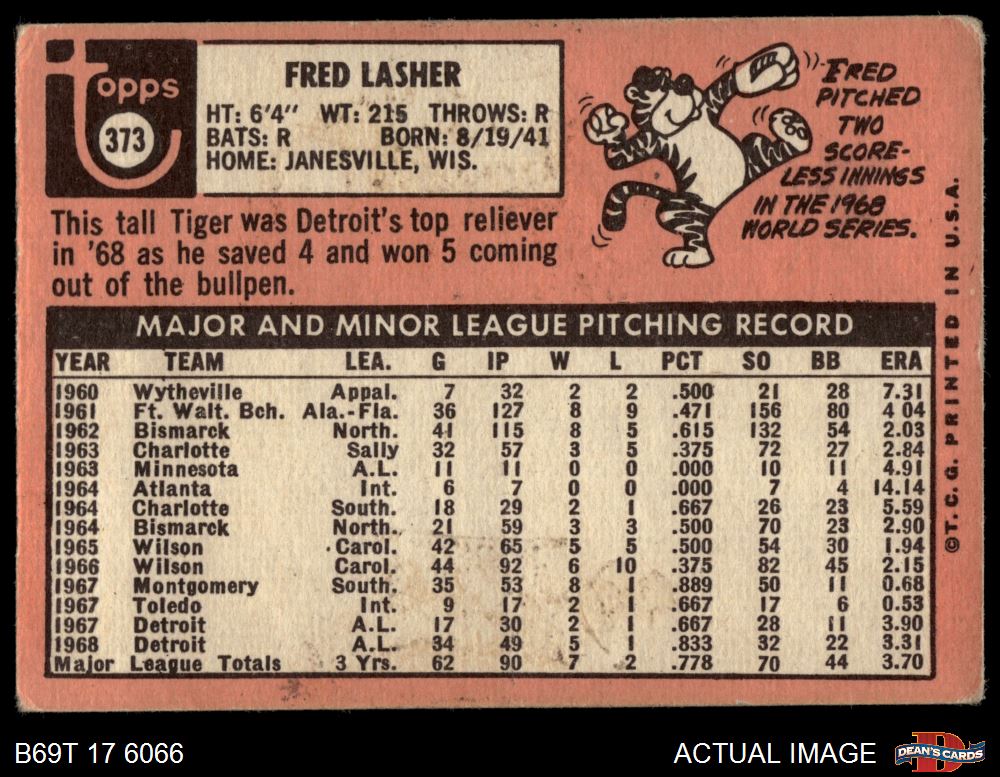 Topps
373
FRED LASHER
HT: 6'4" WT: 215 THROWS: R
BATS: R BORN: 8/19/41
HOME: JANESVILLE, WIS.
This tall Tiger was Detroit's top reliever
in '68 as he saved 4 and won 5 coming
out of the bullpen.
FRED
PITCHED
TWO
SCORE-
LESS INNINGS
IN THE 1968
WORLD SERIES.
MAJOR AND MINOR LEAGUE PITCHING RECORD
YEAR TEAM LEA. G IP W L PCT SO BB ERA
1960 Wytheville Appal. 7 32 2 2 .500 21 28 7.31
1961 Ft. Walt. Bch. Ala.-Fla. 36 127 8 9 .471 156 80 4 04
1962 Bismarck North. 41 115 8 5 .615 132 54 2.03
1963 Charlotte Sally 32 57 3 5 .375 72 27 2.84
1963 Minnesota A.L. 11 11 0 0 .000 10 11 4.91
1964 Atlanta Int. 6 7 0 0 .000 7 4 14.14
1964 Charlotte South. 18 29 2 1 .667 26 23 5.59
1964 Bismarck North. 21 59 3 3 .500 70 23 2.90
1965 Wilson Carol. 42 65 5 5 .500 54 30 1.94
1966 Wilson Carol. 44 92 6 10 .375 82 45 2.15
1967 Montgomery South. 35 53 8 1 .889 50 11 0.68
1967 Toledo Int. 9 17 2 1 .667 17 6 0.53
1967 Detroit A.L. 17 30 2 1 .667 28 11 3.90
1968 Detroit A.L. 34 49 5 1 .833 32 22 3.31
Major League Totals 3 Yrs. 62 90 7 2 .778 70 44 3.70
©T.C.G. PRINTED IN U.S.A.
B69T 17 6066
ACTUAL IMAGE
DEAN'S CARDS